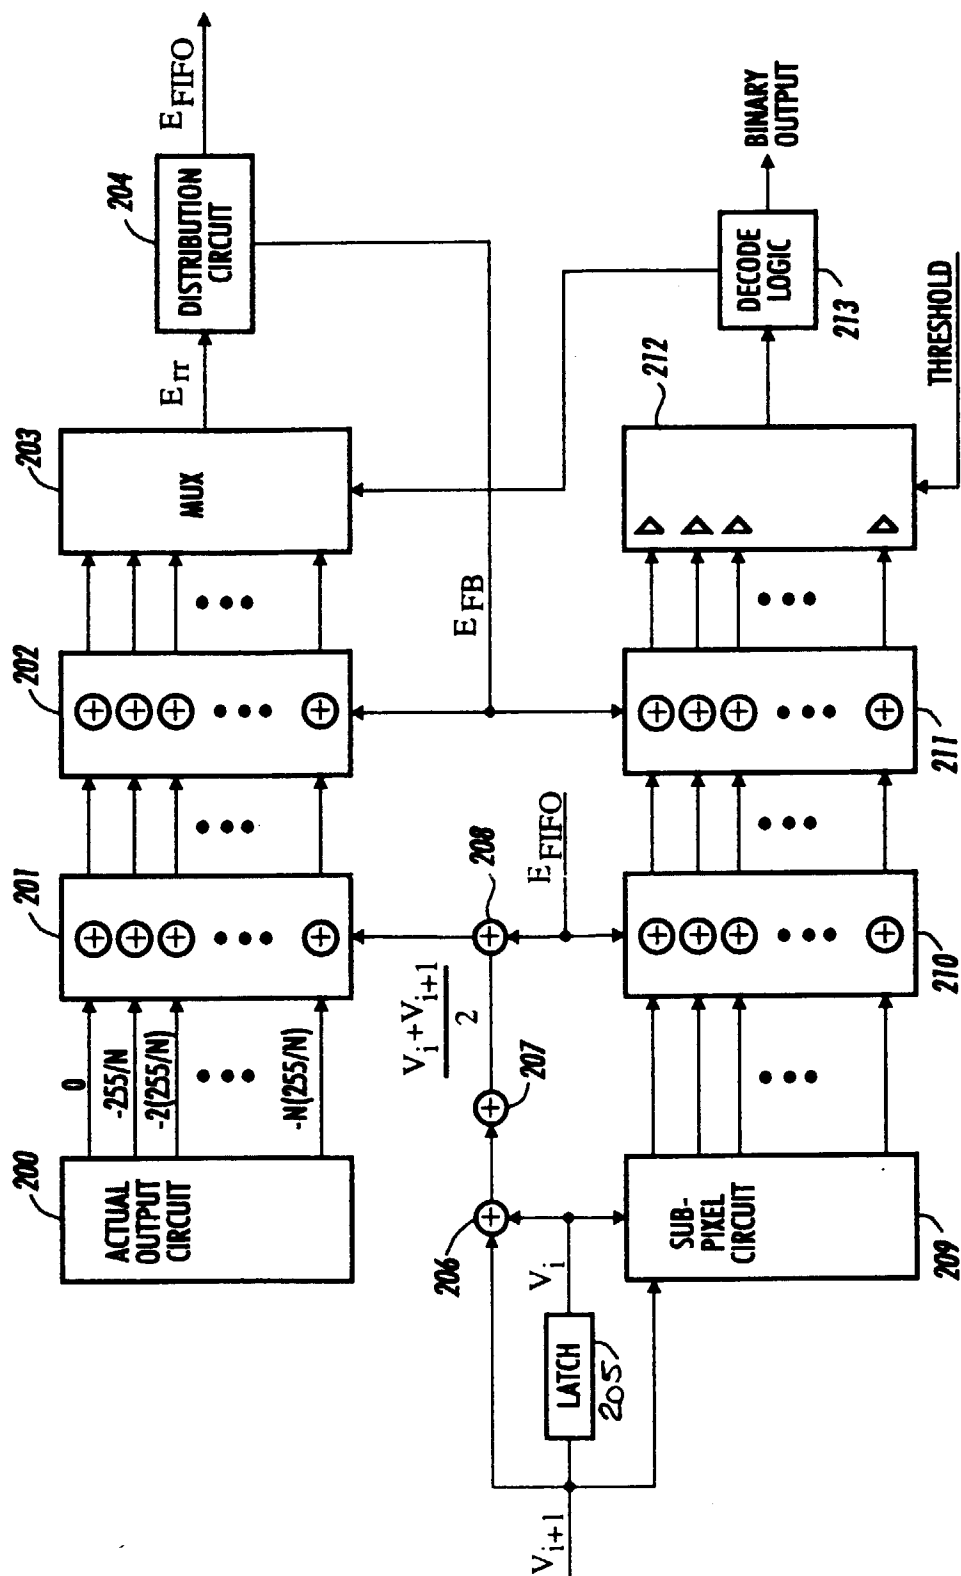 200
ACTUAL
OUTPUT
CIRCUIT
0
-255/N
-2(255/N)
-N(255/N)
201
202
203
MUX
E_rr
204
DISTRIBUTION
CIRCUIT
E_FIFO
V_i+1
LATCH
205
V_i
206
207
V_i + V_i+1
2
208
E_FIFO
E_FB
SUB-
PIXEL
CIRCUIT
209
210
211
212
DECODE
LOGIC
213
BINARY
OUTPUT
THRESHOLD